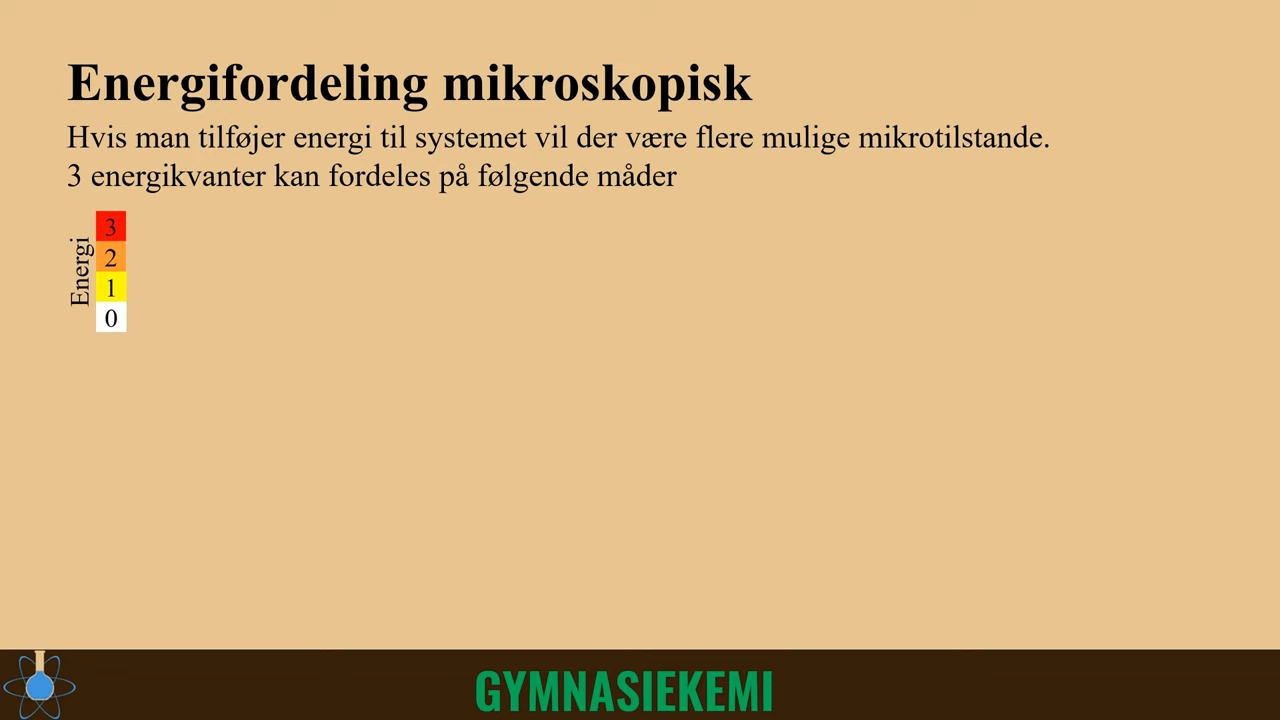 Energifordeling mikroskopisk
Hvis man tilføjer energi til systemet vil der være flere mulige mikrotilstande.
3 energikvanter kan fordeles på følgende måder
Energi
3
2
1
0
GYMNASIEKEMI